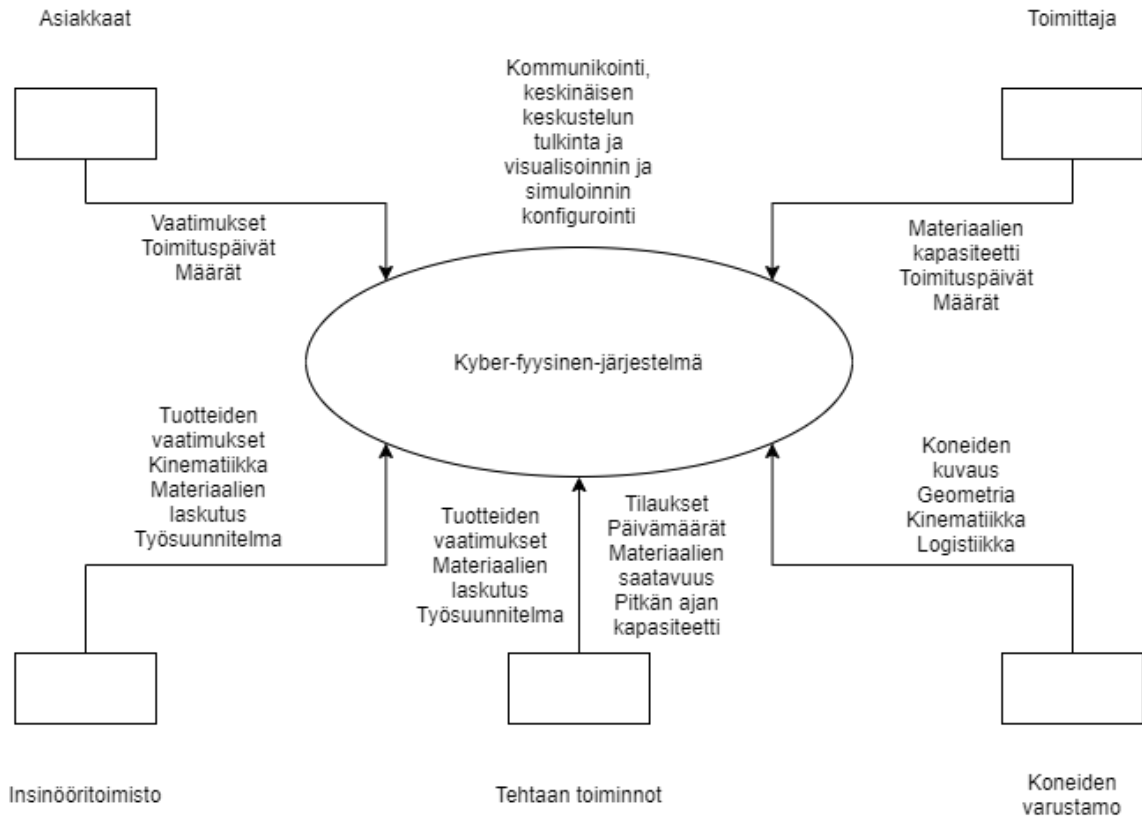 Asiakkaat
Toimittaja
Kommunikointi,
keskinäisen
keskustelun
tulkinta ja
visualisoinnin ja
simuloinnin
konfigurointi
Vaatimukset
Toimituspäivät
Määrät
Materiaalien
kapasiteetti
Toimituspäivät
Määrät
Kyber-fyysinen-järjestelmä
Tuotteiden
vaatimukset
Kinematiikka
Materiaalien
laskutus
Työsuunnitelma
Tuotteiden
vaatimukset
Materiaalien
laskutus
Työsuunnitelma
Tilaukset
Päivämäärät
Materiaalien
saatavuus
Pitkän ajan
kapasiteetti
Koneiden
kuvaus
Geometria
Kinematiikka
Logistiikka
Insinööritoimisto
Tehtaan toiminnot
Koneiden
varustamo